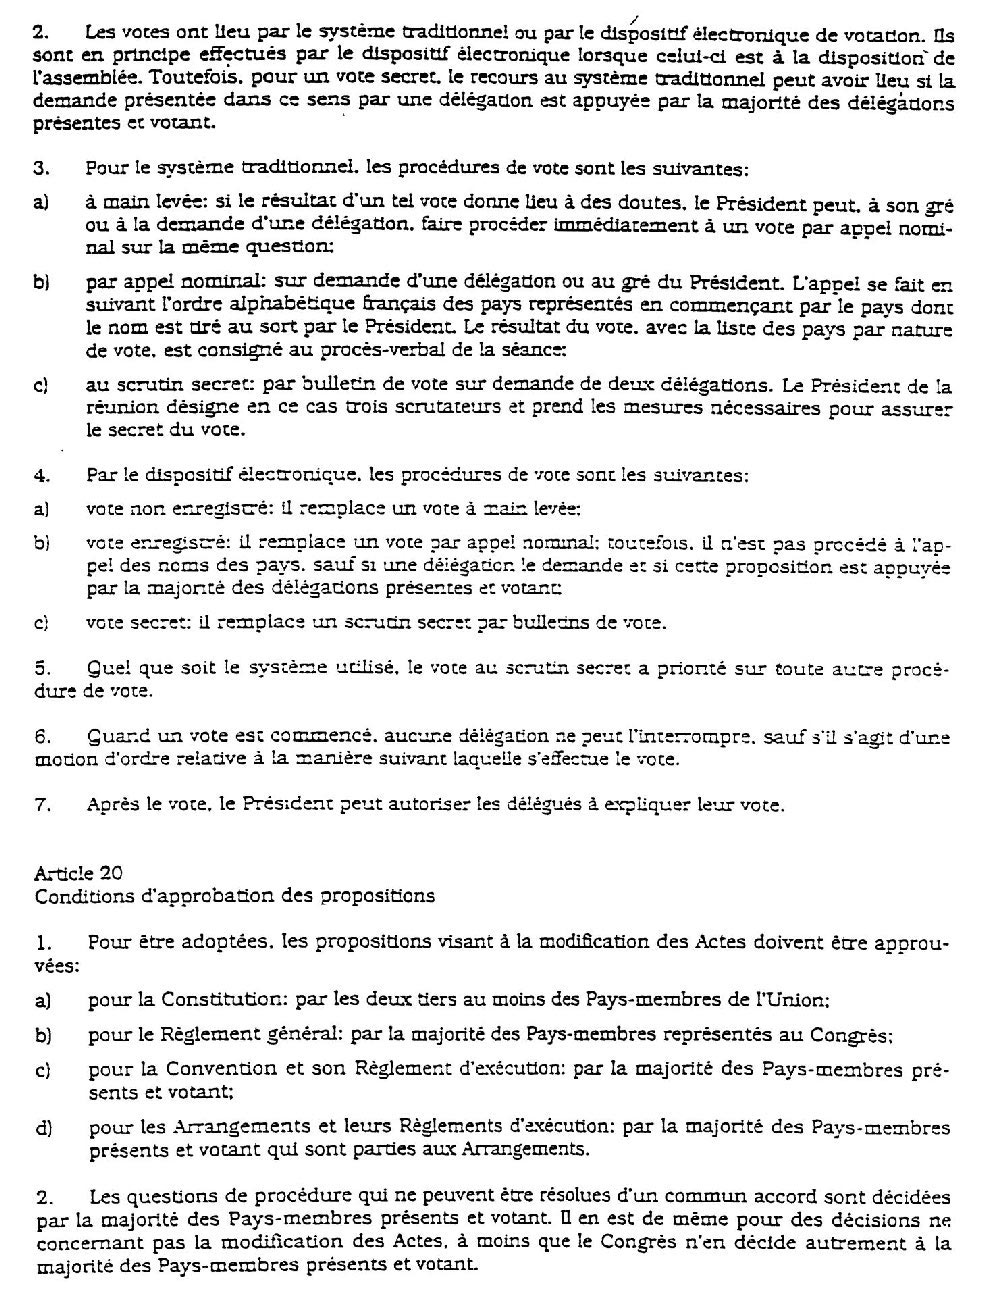 2. Les votes ont lieu par le système traditionnel ou par le dispositif électronique de votation. Ils
sont en principe effectués par le dispositif électronique lorsque celui-ci est à la disposition de
l'assemblée. Toutefois, pour un vote secret, le recours au système traditionnel peut avoir lieu si la
demande présentée dans ce sens par une délégation est appuyée par la majorité des délégations
présentes et votant.
3. Pour le système traditionnel, les procédures de vote sont les suivantes:
a) à main levée: si le résultat d'un tel vote donne lieu à des doutes, le Président peut, à son gré
ou à la demande d'une délégation, faire procéder immédiatement à un vote par appel nomi-
nal sur la même question;
b) par appel nominal: sur demande d'une délégation ou au gré du Président. L'appel se fait en
suivant l'ordre alphabétique français des pays représentés en commençant par le pays dont
le nom est tiré au sort par le Président. Le résultat du vote, avec la liste des pays par nature
de vote, est consigné au procès-verbal de la séance;
c) au scrutin secret: par bulletin de vote sur demande de deux délégations. Le Président de la
réunion désigne en ce cas trois scrutateurs et prend les mesures nécessaires pour assurer
le secret du vote.
4. Par le dispositif électronique, les procédures de vote sont les suivantes:
a) vote non enregistré: il remplace un vote à main levée;
b) vote enregistré: il remplace un vote par appel nominal; toutefois, il n'est pas procédé à l'ap-
pel des noms des pays, sauf si une délégation le demande et si cette proposition est appuyée
par la majorité des délégations présentes et votant;
c) vote secret: il remplace un scrutin secret par bulletins de vote.
5. Quel que soit le système utilisé, le vote au scrutin secret a priorité sur toute autre procé-
dure de vote.
6. Quand un vote est commencé, aucune délégation ne peut l'interrompre, sauf s'il s'agit d'une
motion d'ordre relative à la manière suivant laquelle s'effectue le vote.
7. Après le vote, le Président peut autoriser les délégués à expliquer leur vote.
Article 20
Conditions d'approbation des propositions
1. Pour être adoptées, les propositions visant à la modification des Actes doivent être approu-
vées:
a) pour la Constitution: par les deux tiers au moins des Pays-membres de l'Union;
b) pour le Règlement général: par la majorité des Pays-membres représentés au Congrès;
c) pour la Convention et son Règlement d'exécution: par la majorité des Pays-membres pré-
sents et votant;
d) pour les Arrangements et leurs Règlements d'exécution: par la majorité des Pays-membres
présents et votant qui sont parties aux Arrangements.
2. Les questions de procédure qui ne peuvent être résolues d'un commun accord sont décidées
par la majorité des Pays-membres présents et votant. Il en est de même pour des décisions ne
concernant pas la modification des Actes, à moins que le Congrès n'en décide autrement à la
majorité des Pays-membres présents et votant.